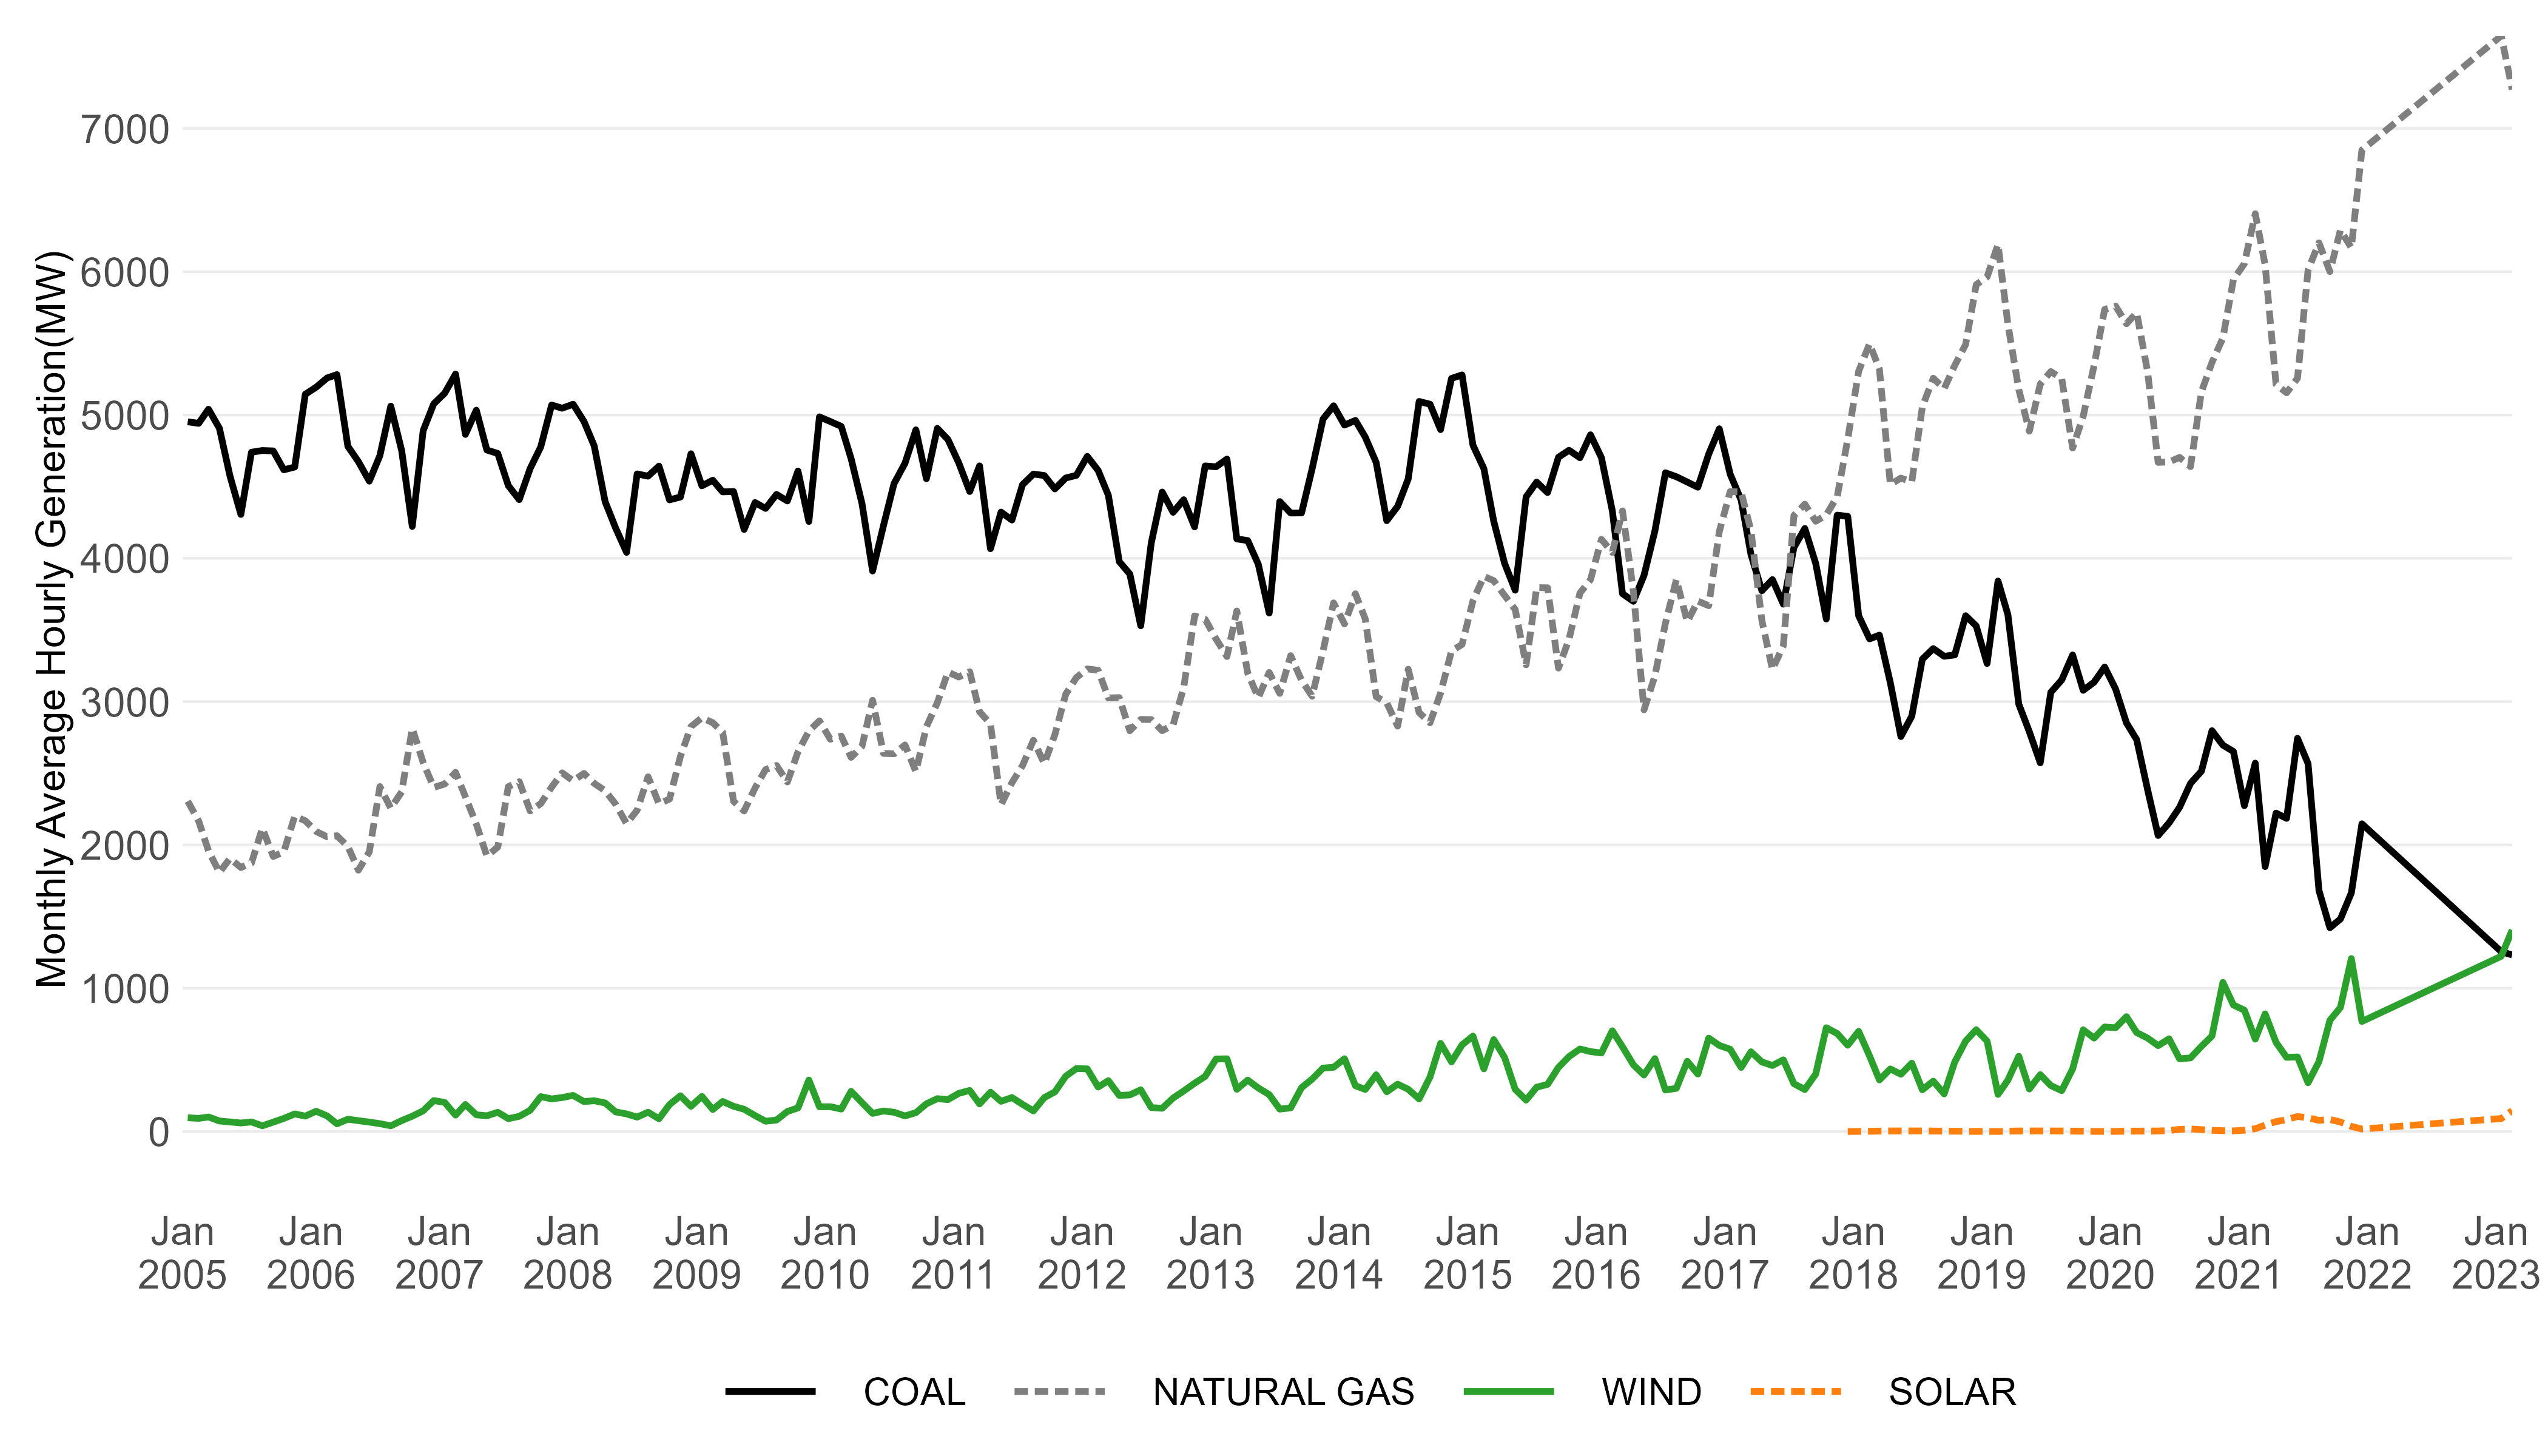 Monthly Average Hourly Generation(MW)
7000
6000
5000
4000
3000
2000
1000
0
Jan Jan Jan Jan Jan Jan Jan Jan Jan Jan Jan Jan Jan Jan Jan Jan Jan Jan Jan
2005 2006 2007 2008 2009 2010 2011 2012 2013 2014 2015 2016 2017 2018 2019 2020 2021 2022 2023
COAL NATURAL GAS WIND SOLAR